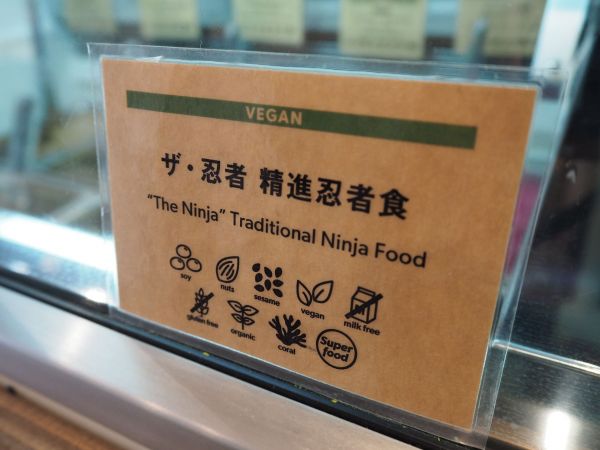 VEGAN
ザ・忍者 精進忍者食
“The Ninja” Traditional Ninja Food
soy nuts sesame vegan milk free
gluten free organic coral Super food